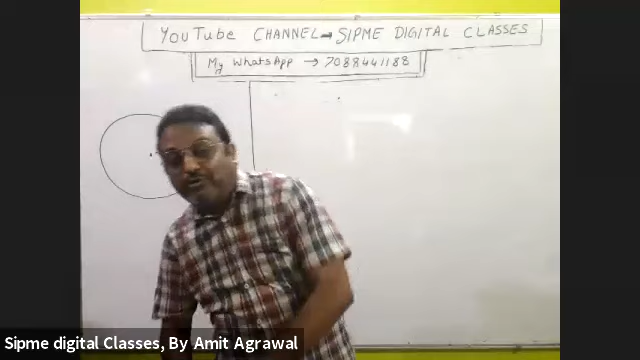 YouTube CHANNEL→SIPME DIGITAL CLASSES
My WhatsApp → 7088441188
Sipme digital Classes, By Amit Agrawal